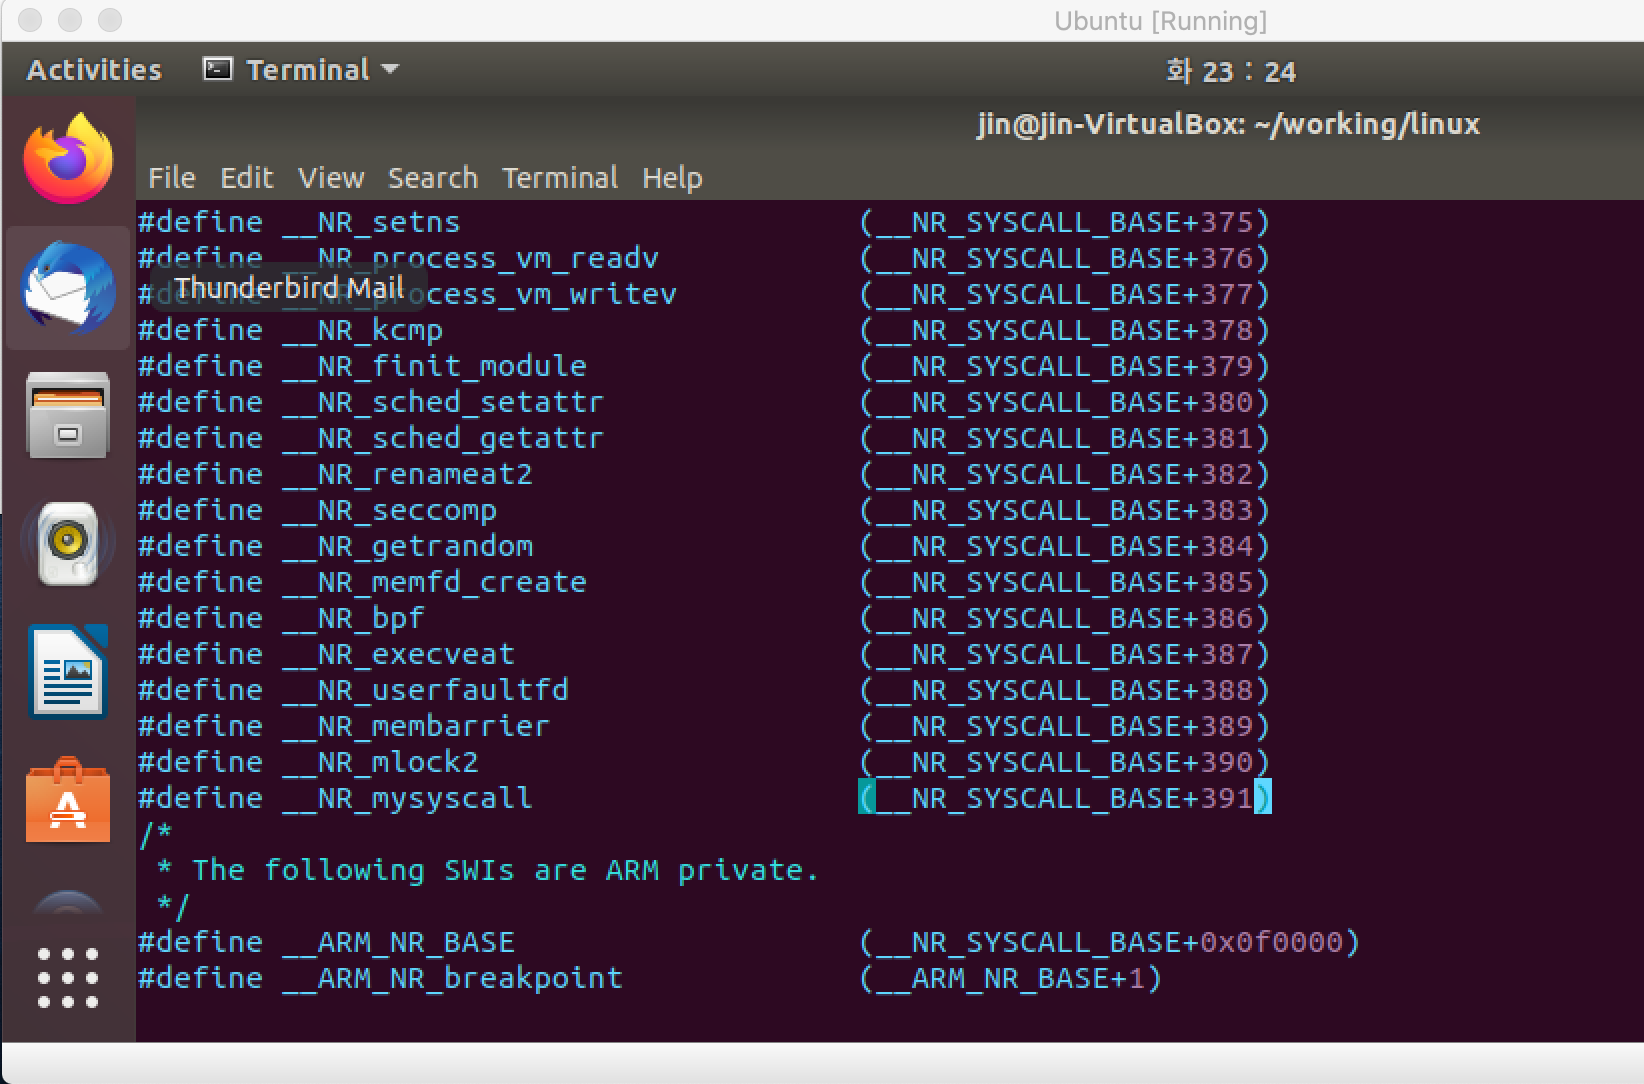 Ubuntu [Running]
Activities Terminal 화 23 : 24
jin@jin-VirtualBox: ~/working/linux
File Edit View Search Terminal Help
#define __NR_setns (__NR_SYSCALL_BASE+375)
#define __NR_process_vm_readv (__NR_SYSCALL_BASE+376)
Thunderbird Mail
#define __NR_process_vm_writev (__NR_SYSCALL_BASE+377)
#define __NR_kcmp (__NR_SYSCALL_BASE+378)
#define __NR_finit_module (__NR_SYSCALL_BASE+379)
#define __NR_sched_setattr (__NR_SYSCALL_BASE+380)
#define __NR_sched_getattr (__NR_SYSCALL_BASE+381)
#define __NR_renameat2 (__NR_SYSCALL_BASE+382)
#define __NR_seccomp (__NR_SYSCALL_BASE+383)
#define __NR_getrandom (__NR_SYSCALL_BASE+384)
#define __NR_memfd_create (__NR_SYSCALL_BASE+385)
#define __NR_bpf (__NR_SYSCALL_BASE+386)
#define __NR_execveat (__NR_SYSCALL_BASE+387)
#define __NR_userfaultfd (__NR_SYSCALL_BASE+388)
#define __NR_membarrier (__NR_SYSCALL_BASE+389)
#define __NR_mlock2 (__NR_SYSCALL_BASE+390)
#define __NR_mysyscall (__NR_SYSCALL_BASE+391)
/*
 * The following SWIs are ARM private.
 */
#define __ARM_NR_BASE (__NR_SYSCALL_BASE+0x0f0000)
#define __ARM_NR_breakpoint (__ARM_NR_BASE+1)